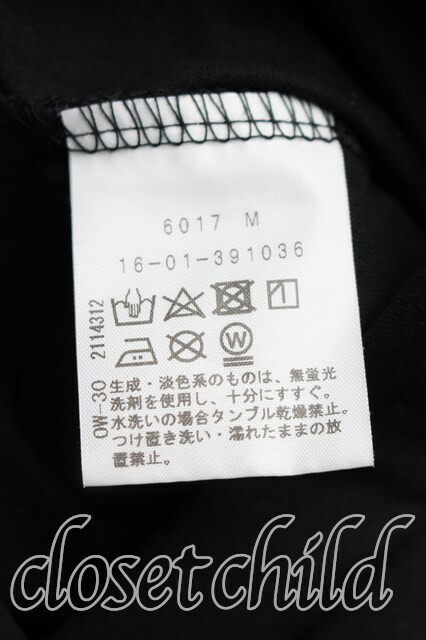 6017 M
16-01-391036
W
OW-30 2114312
生成・淡色系のものは、無蛍光
洗剤を使用し、十分にすすぐ。
水洗いの場合タンブル乾燥禁止。
つけ置き洗い・濡れたままの放
置禁止。
closetchild